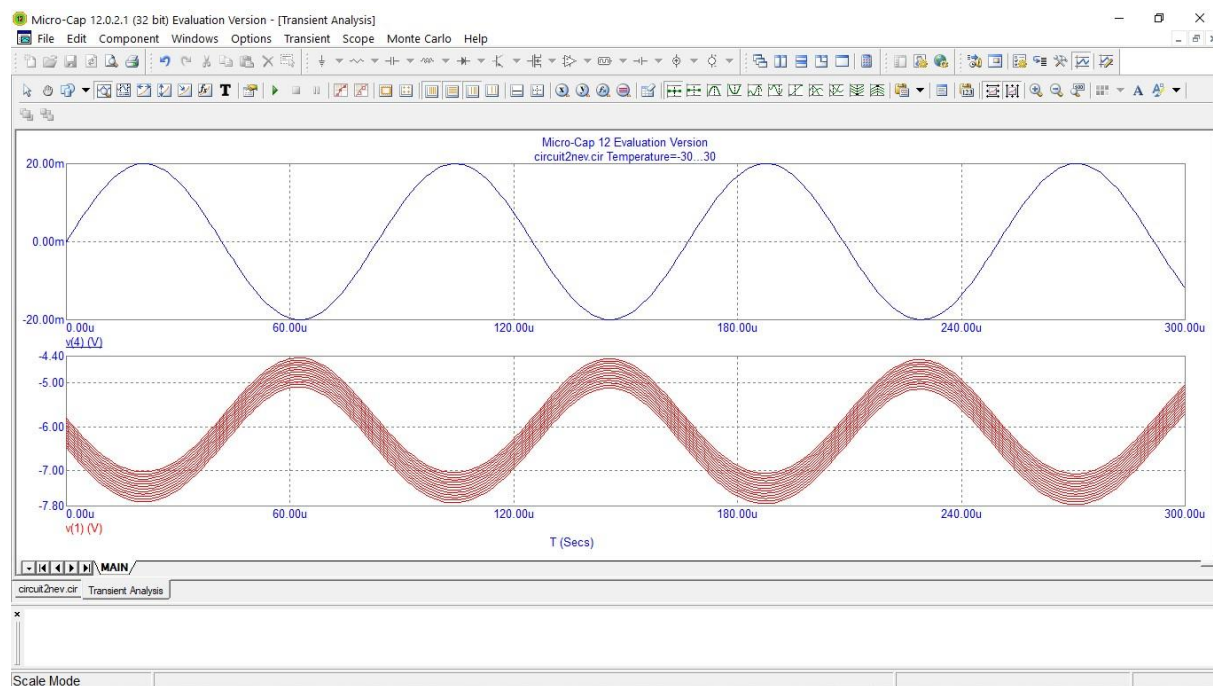 12 Micro-Cap 12.0.2.1 (32 bit) Evaluation Version - [Transient Analysis]
File Edit Component Windows Options Transient Scope Monte Carlo Help
T
A
Micro-Cap 12 Evaluation Version
circuit2nev.cir Temperature=-30...30
20.00m
0.00m
-20.00m
0.00u 60.00u 120.00u 180.00u 240.00u 300.00u
v(4) (V)
-4.40
-5.00
-6.00
-7.00
-7.80
0.00u 60.00u 120.00u 180.00u 240.00u 300.00u
v(1) (V)
T (Secs)
MAIN
circuit2nev.cir Transient Analysis
Scale Mode